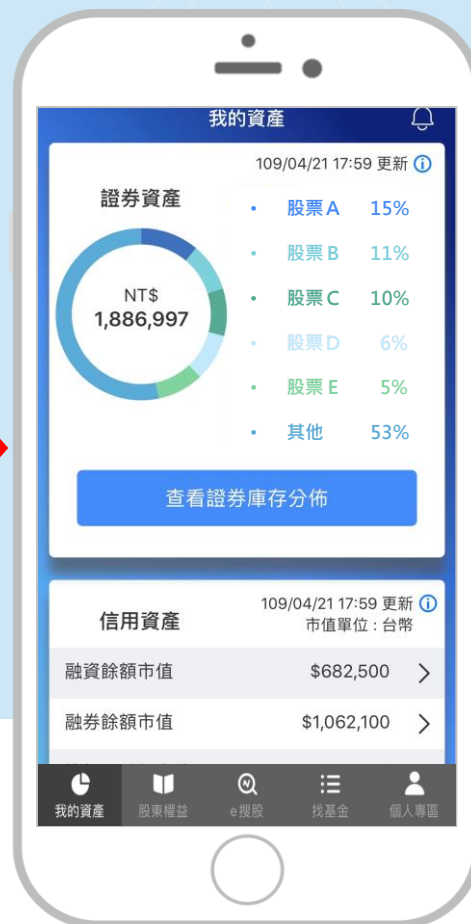 我的資產
109/04/21 17:59 更新
證券資產
NT$
1,886,997
• 股票A 15%
• 股票B 11%
• 股票C 10%
• 股票D 6%
• 股票E 5%
• 其他 53%
查看證券庫存分佈
信用資產
109/04/21 17:59 更新
市值單位：台幣
融資餘額市值 $682,500
融券餘額市值 $1,062,100
我的資產 股東權益 e搜股 找基金 個人專區